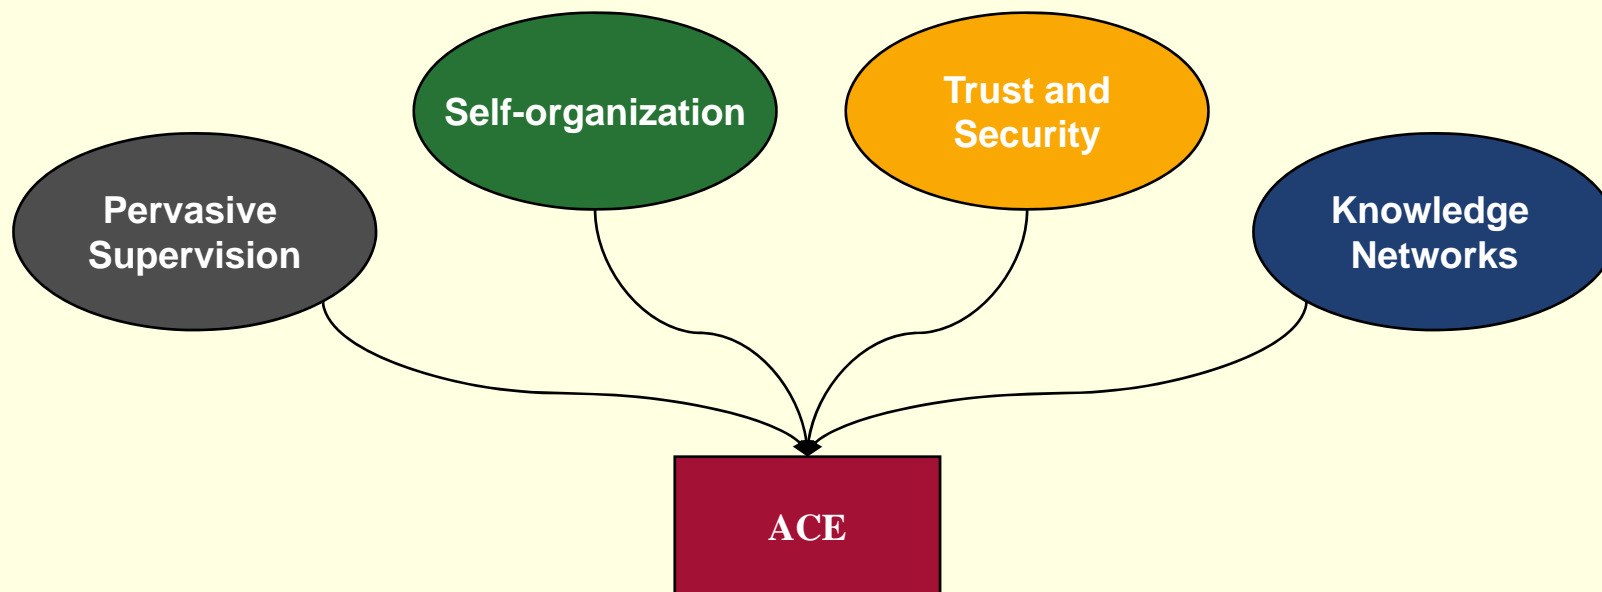 Pervasive
Supervision
Self-organization
Trust and
Security
Knowledge
Networks
ACE